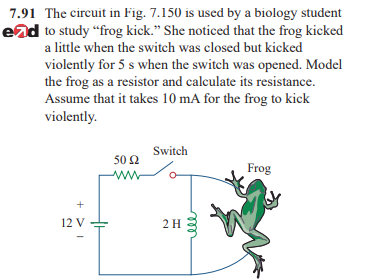 7.91 The circuit in Fig. 7.150 is used by a biology student
e2d to study “frog kick.” She noticed that the frog kicked
a little when the switch was closed but kicked
violently for 5 s when the switch was opened. Model
the frog as a resistor and calculate its resistance.
Assume that it takes 10 mA for the frog to kick
violently.
50 Ω
Switch
Frog
+
12 V
−
2 H